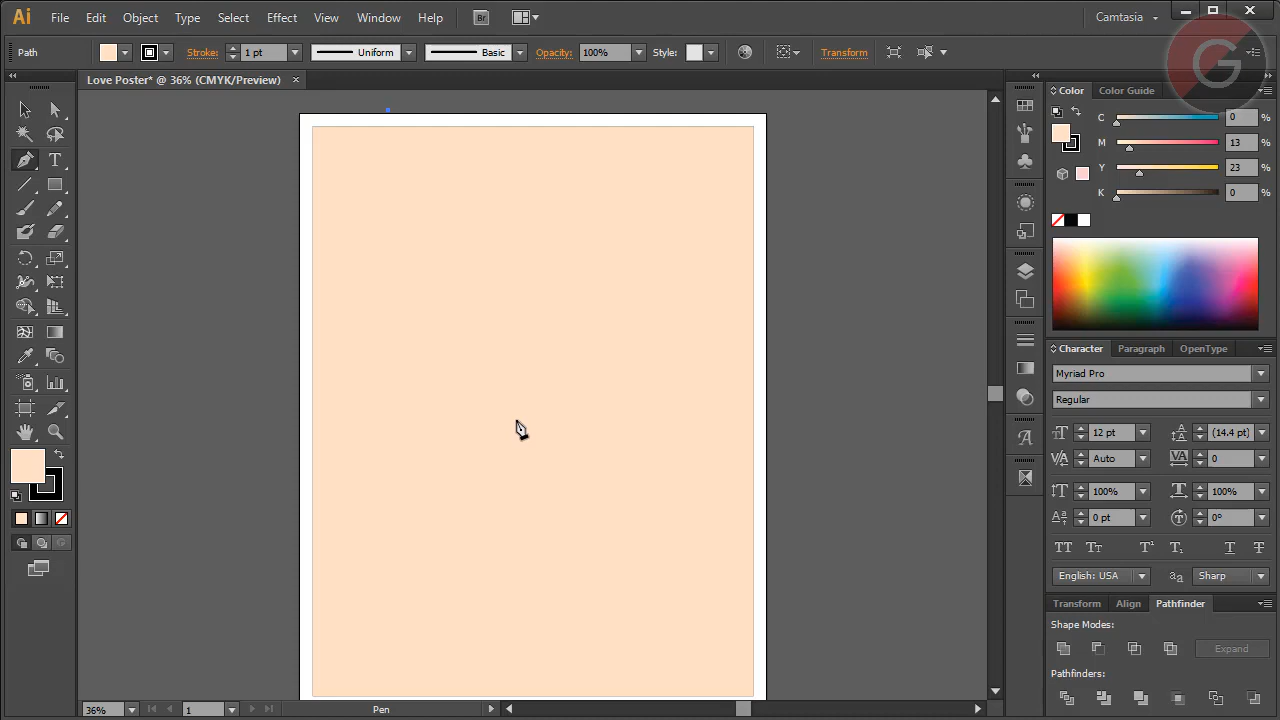 Ai File Edit Object Type Select Effect View Window Help Br Camtasia
Path Stroke: 1 pt Uniform Basic Opacity: 100% Style: Transform
G
Love Poster* @ 36% (CMYK/Preview) ×
Color Color Guide
C 0 %
M 13 %
Y 23 %
K 0 %
T
Character Paragraph OpenType
Myriad Pro
Regular
12 pt (14.4 pt)
Auto 0
100% 100%
0 pt 0°
English: USA Sharp
Transform Align Pathfinder
Shape Modes:
Expand
Pathfinders:
36% 1 Pen